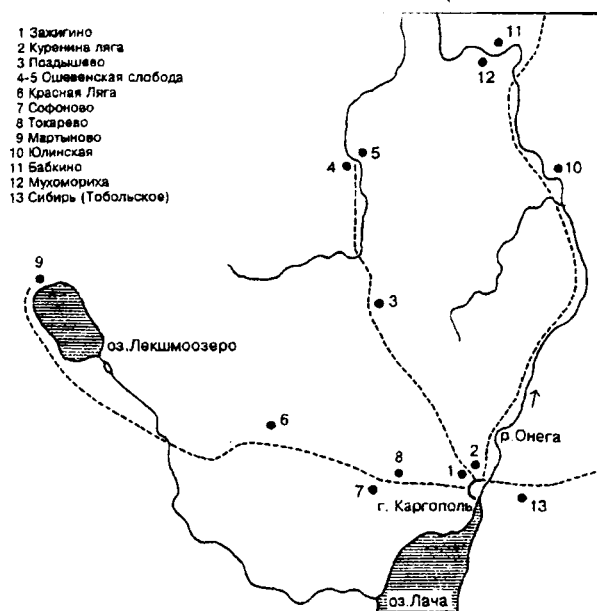 1 Зажигино
2 Куренина ляга
3 Поздышево
4-5 Ошевенская слобода
6 Красная Ляга
7 Софоново
8 Токарево
9 Мартыново
10 Юлинская
11 Бабкино
12 Мухомориха
13 Сибирь (Тобольское)
11
12
5
4
10
9
3
оз.Лекшмоозеро
6
р.Онега
8
1
2
7
г. Каргополь
13
оз.Лача